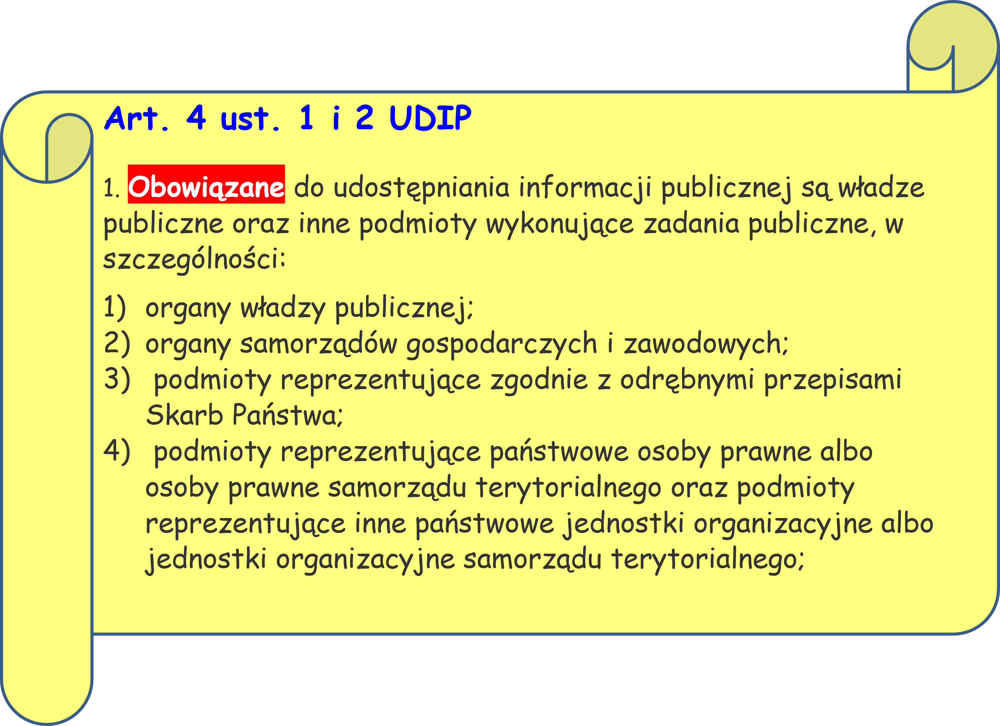 Art. 4 ust. 1 i 2 UDIP
1. Obowiązane do udostępniania informacji publicznej są władze
publiczne oraz inne podmioty wykonujące zadania publiczne, w
szczególności:
1) organy władzy publicznej;
2) organy samorządów gospodarczych i zawodowych;
3) podmioty reprezentujące zgodnie z odrębnymi przepisami
Skarb Państwa;
4) podmioty reprezentujące państwowe osoby prawne albo
osoby prawne samorządu terytorialnego oraz podmioty
reprezentujące inne państwowe jednostki organizacyjne albo
jednostki organizacyjne samorządu terytorialnego;